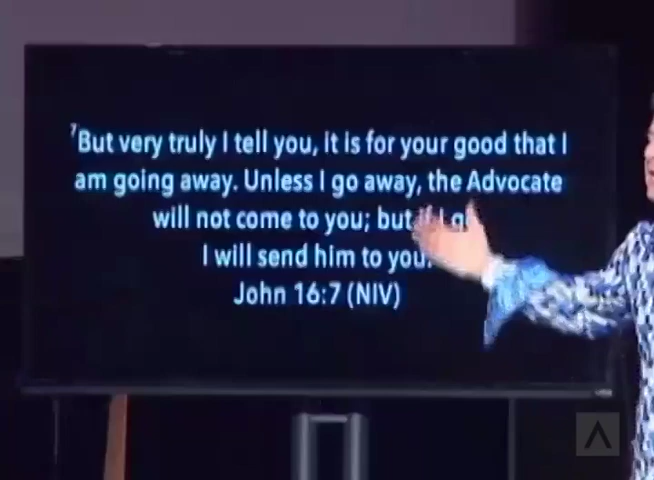 7But very truly I tell you, it is for your good that I
am going away. Unless I go away, the Advocate
will not come to you; but
I will send him to you.
John 16:7 (NIV)